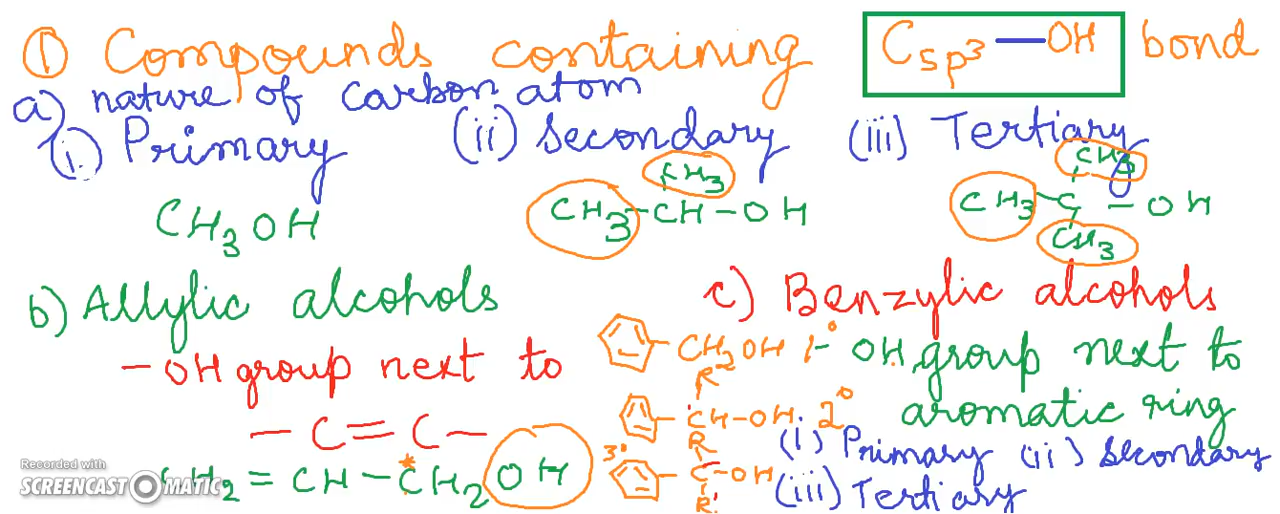 ① Compounds containing Csp³—OH bond
a) nature of carbon atom
(i) Primary (ii) secondary (iii) Tertiary
CH₃OH
CH₃
CH₃-CH-OH
CH₃
CH₃-C-OH
CH₃
b) Allylic alcohols
-OH group next to
-C=C-
CH₂=CH-C*H₂OH
c) Benzylic alcohols
-OH group next to
aromatic ring
(i) Primary (ii) Secondary
(iii) Tertiary
-CH₂OH 1°
R
-CH-OH 2°
3°
R
-C-OH
R'
Recorded with
SCREENCAST-O-MATIC